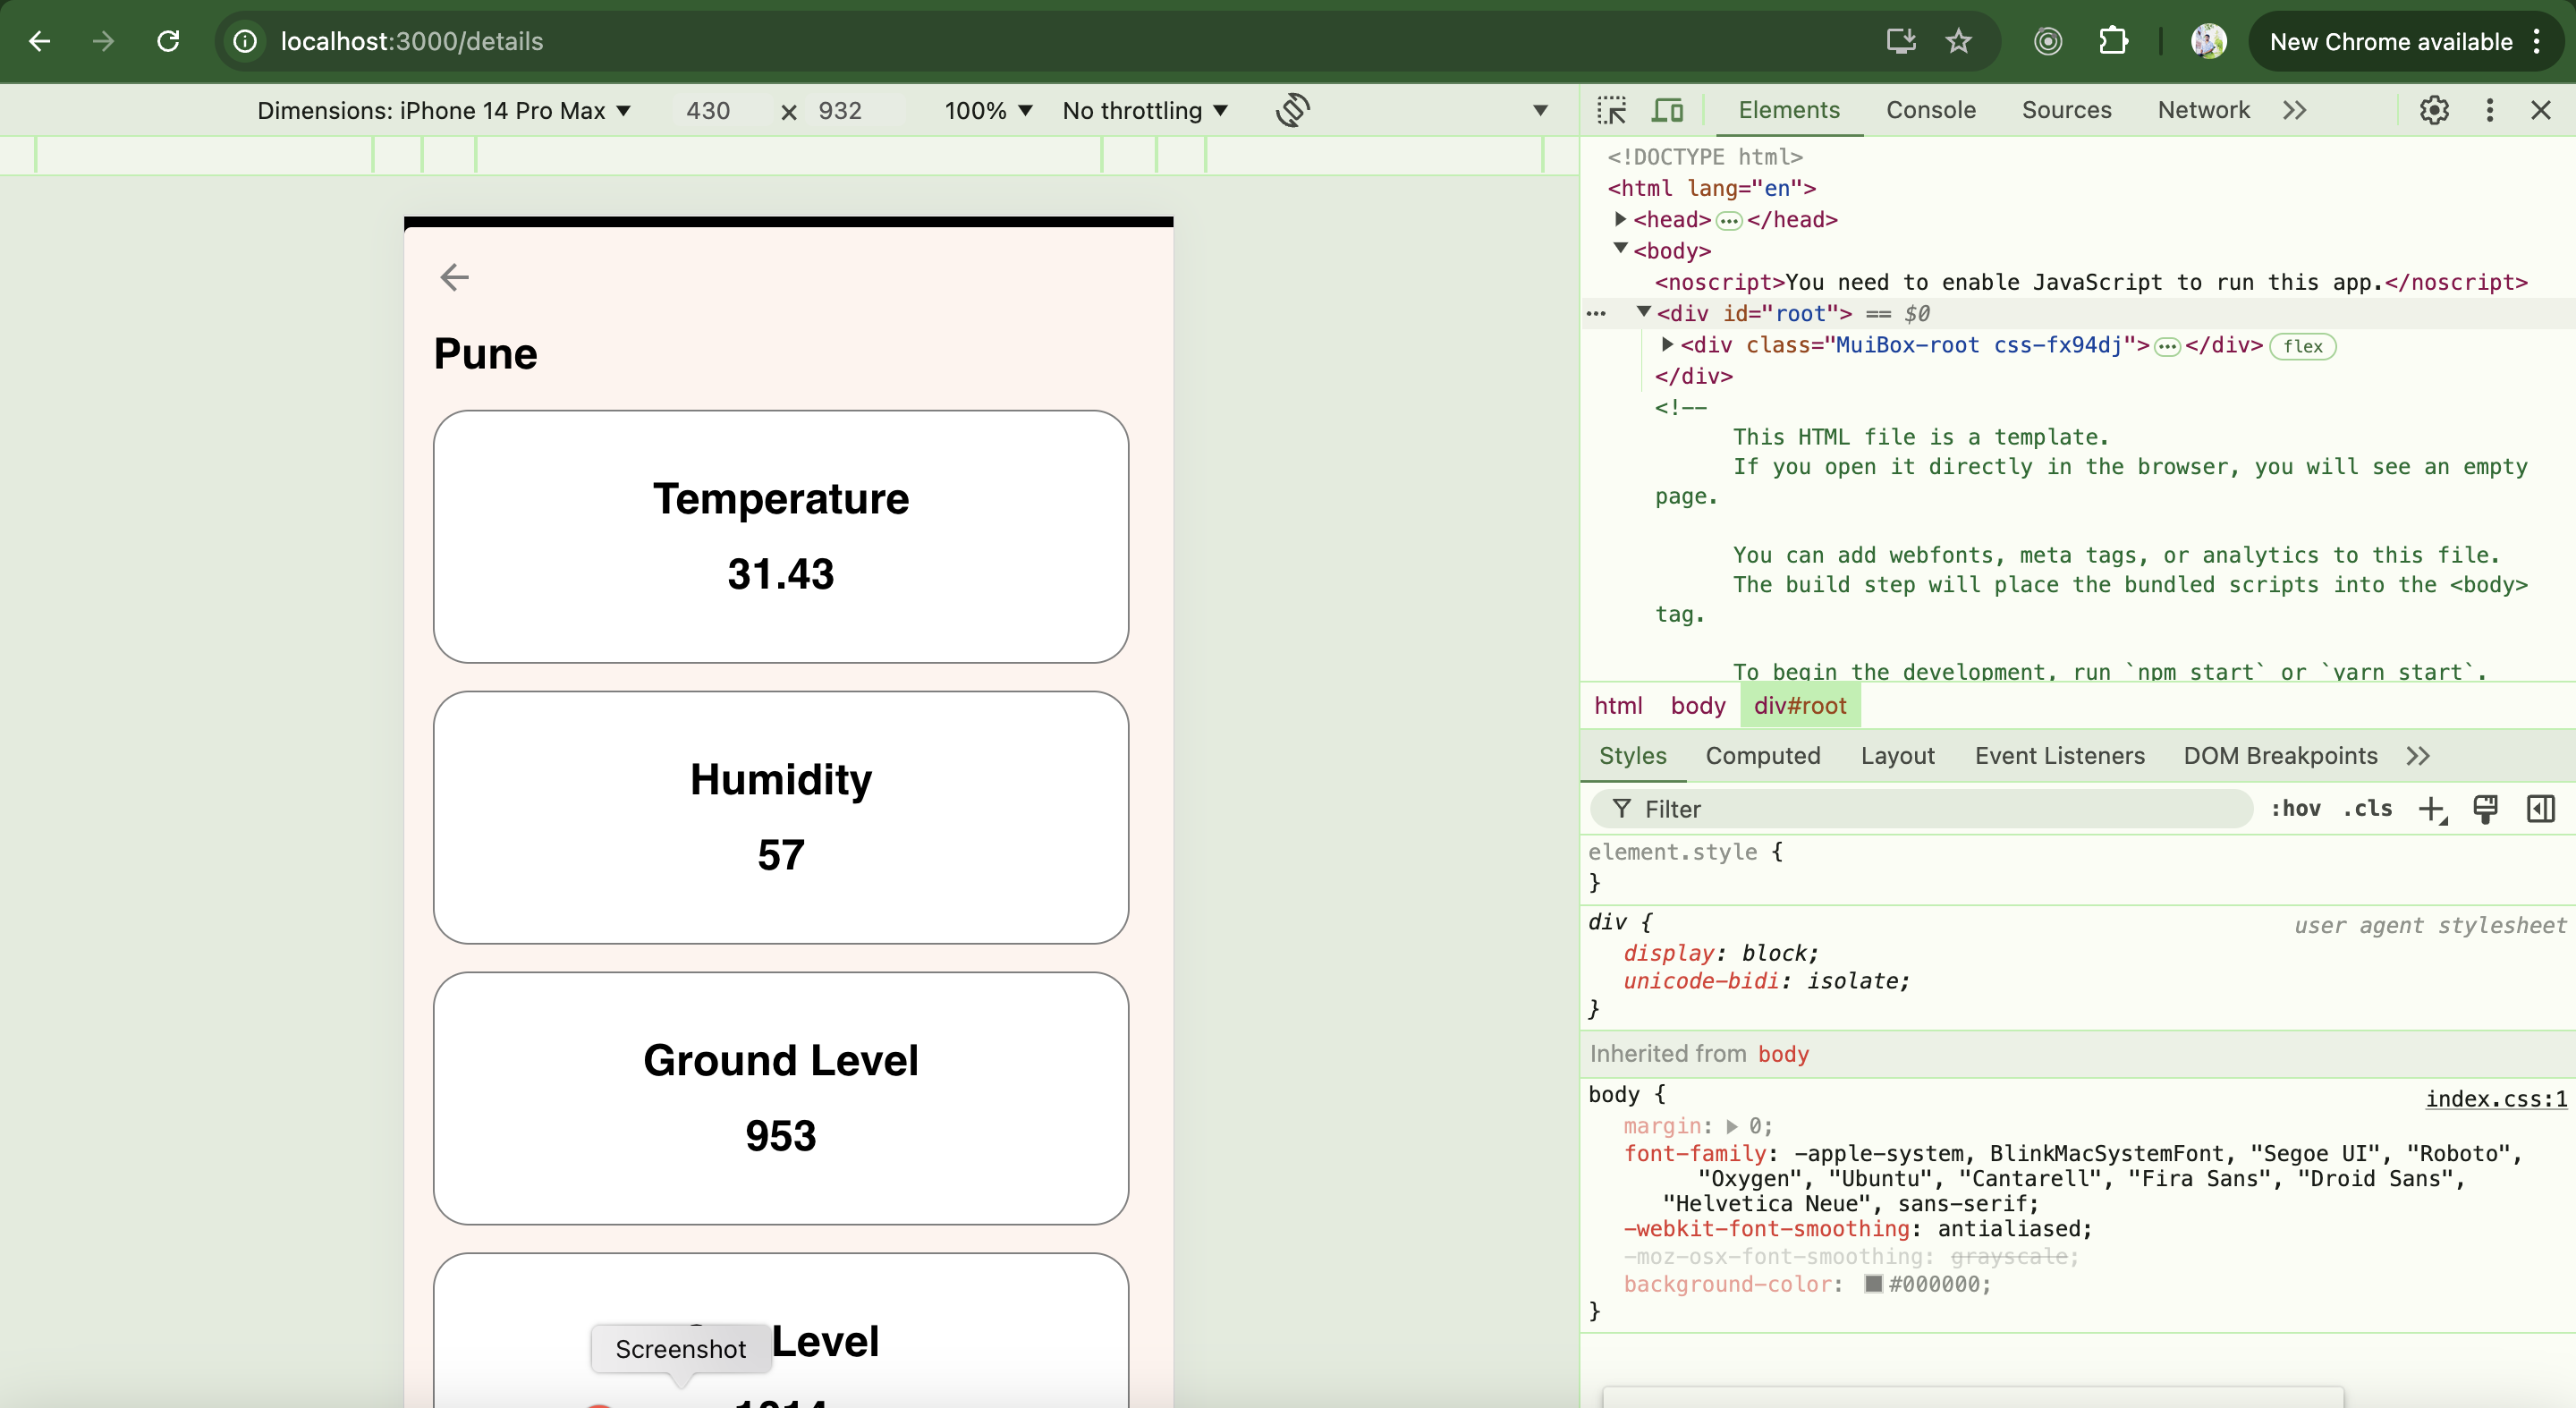 localhost:3000/details
New Chrome available
Dimensions: iPhone 14 Pro Max ▼ 430 × 932 100% ▼ No throttling ▼
Pune
Temperature
31.43
Humidity
57
Ground Level
953
Level
Screenshot
Elements Console Sources Network
<!DOCTYPE html>
<html lang="en">
<head> </head>
<body>
<noscript>You need to enable JavaScript to run this app.</noscript>
<div id="root"> == $0
<div class="MuiBox-root css-fx94dj"> </div> flex
</div>
<!--
This HTML file is a template.
If you open it directly in the browser, you will see an empty
page.
You can add webfonts, meta tags, or analytics to this file.
The build step will place the bundled scripts into the <body>
tag.
To begin the development, run `npm start` or `yarn start`.
html body div#root
Styles Computed Layout Event Listeners DOM Breakpoints
Filter :hov .cls
element.style {
}
div { user agent stylesheet
display: block;
unicode-bidi: isolate;
}
Inherited from body
body { index.css:1
margin: 0;
font-family: -apple-system, BlinkMacSystemFont, "Segoe UI", "Roboto",
"Oxygen", "Ubuntu", "Cantarell", "Fira Sans", "Droid Sans",
"Helvetica Neue", sans-serif;
-webkit-font-smoothing: antialiased;
-moz-osx-font-smoothing: grayscale;
background-color: #000000;
}